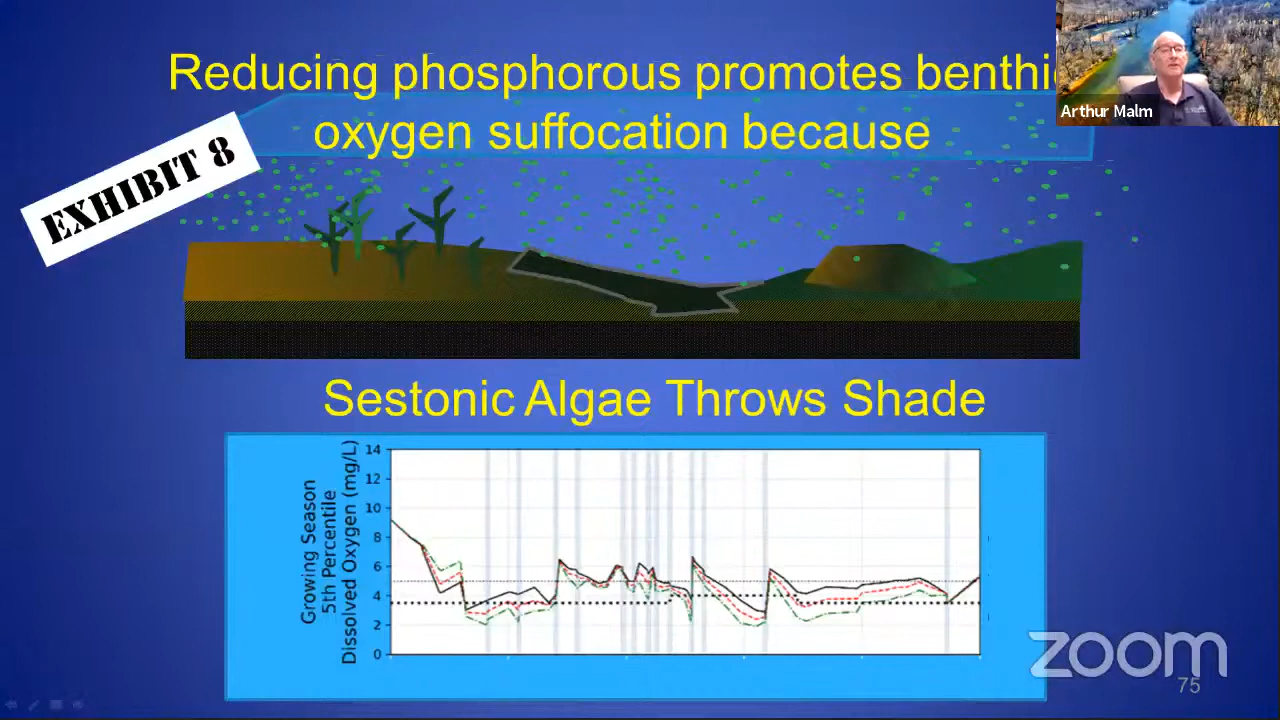 Reducing phosphorous promotes benthi
oxygen suffocation because
Arthur Malm
EXHIBIT 8
Sestonic Algae Throws Shade
Growing Season
5th Percentile
Dissolved Oxygen (mg/L)
14
12
10
8
6
4
2
0
zoom
75